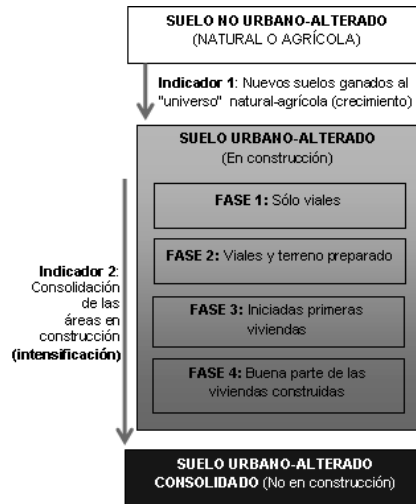 SUELO NO URBANO-ALTERADO
(NATURAL O AGRÍCOLA)
Indicador 1: Nuevos suelos ganados al
"universo" natural-agrícola (crecimiento)
SUELO URBANO-ALTERADO
(En construcción)
FASE 1: Sólo viales
FASE 2: Viales y terreno preparado
Indicador 2:
Consolidación
de las
áreas en
construcción
(intensificación)
FASE 3: Iniciadas primeras
viviendas
FASE 4: Buena parte de las
viviendas construidas
SUELO URBANO-ALTERADO
CONSOLIDADO (No en construcción)